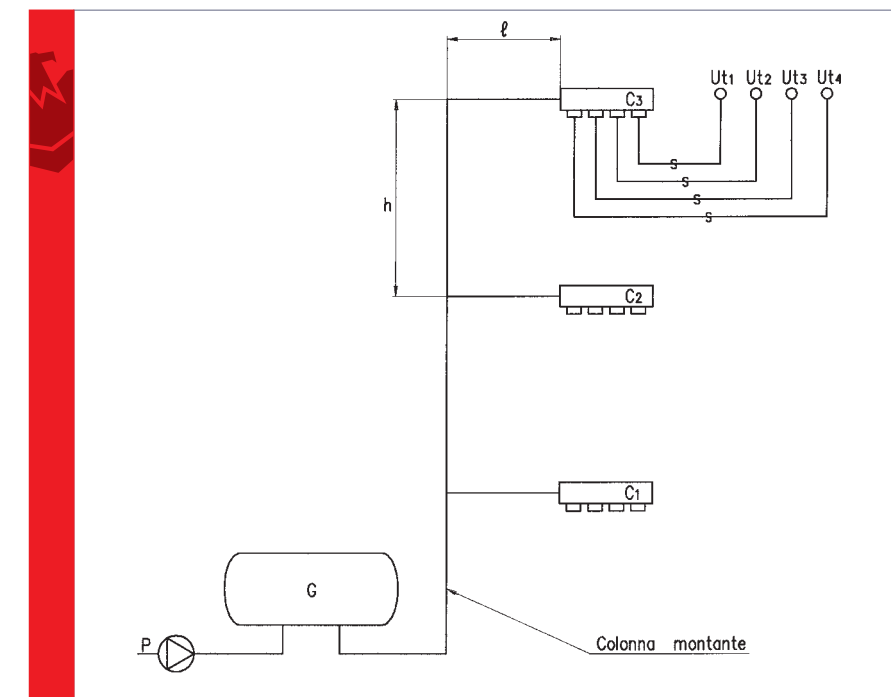 ℓ
Ut1 Ut2 Ut3 Ut4
C3
s
s
h
s
s
C2
C1
G
P
Colonna montante